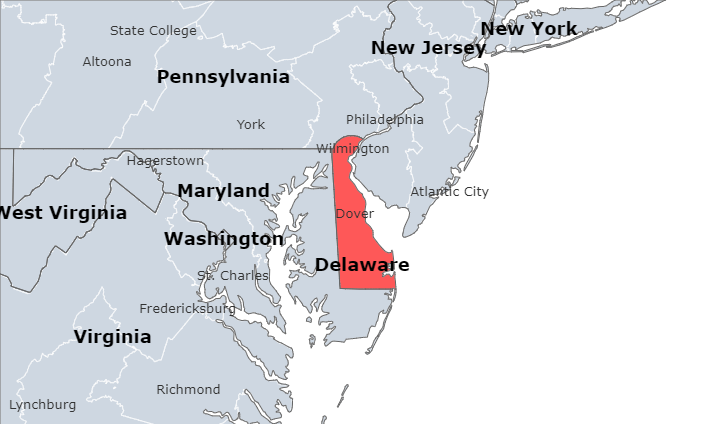 New York
State College
New Jersey
Altoona
Pennsylvania
Philadelphia
York
Wilmington
Hagerstown
Maryland
Atlantic City
West Virginia
Dover
Washington
Delaware
St. Charles
Fredericksburg
Virginia
Richmond
Lynchburg